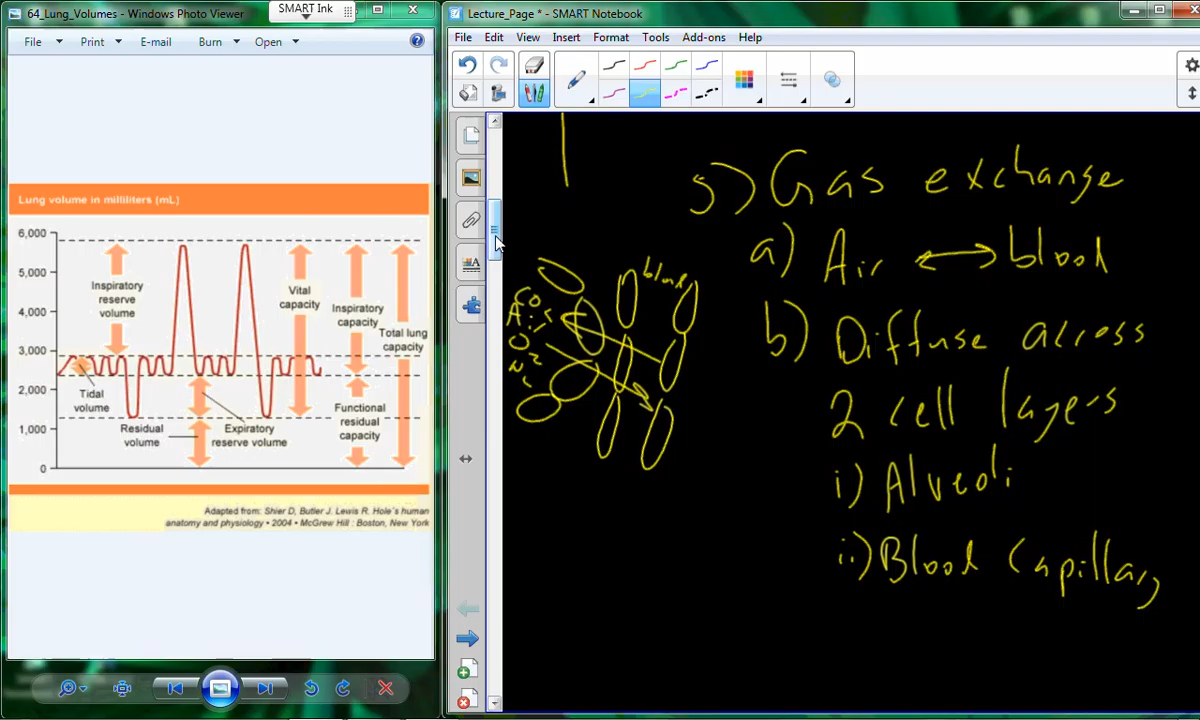 64_Lung_Volumes - Windows Photo Viewer
SMART Ink
File Print E-mail Burn Open
Lung volume in milliliters (mL)
6,000
5,000
4,000
3,000
2,000
1,000
0
Inspiratory
reserve
volume
Tidal
volume
Residual
volume
Expiratory
reserve volume
Vital
capacity
Inspiratory
capacity
Functional
residual
capacity
Total lung
capacity
Adapted from: Shier D, Butler J. Lewis R. Hole's human
anatomy and physiology • 2004 • McGrew Hill : Boston, New York
Lecture_Page * - SMART Notebook
File Edit View Insert Format Tools Add-ons Help
5) Gas exchange
a) Air ↔ blood
b) Diffuse across
2 cell layers
i) Alveoli
ii) Blood Capillary
blood
CO2
Air
O2
N2